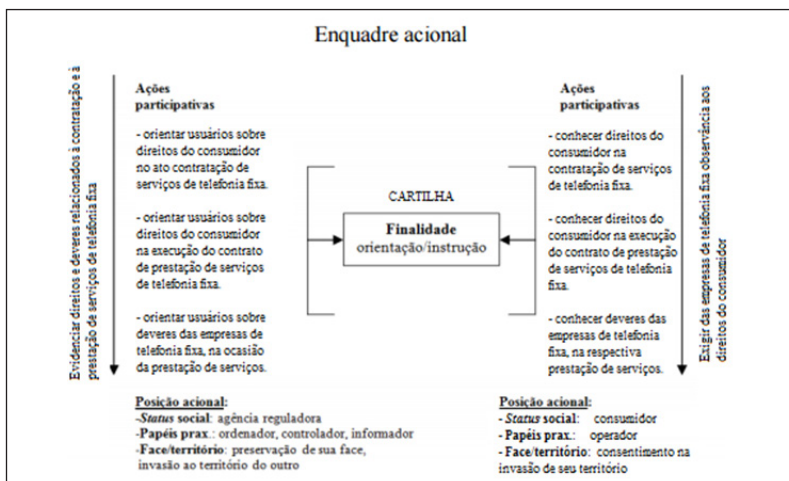 Enquadre acional
Evidenciar direitos e deveres relacionados à contratação e à
prestação de serviços de telefonia fixa
Ações
participativas
- orientar usuários sobre
direitos do consumidor
no ato contratação de
serviços de telefonia fixa.
- orientar usuários sobre
direitos do consumidor
na execução do contrato
de prestação de serviços
de telefonia fixa.
- orientar usuários sobre
deveres das empresas de
telefonia fixa, na ocasião
da prestação de serviços.
CARTILHA
Finalidade
orientação/instrução
Ações
participativas
- conhecer direitos do
consumidor na
contratação de serviços
de telefonia fixa.
- conhecer direitos do
consumidor na execução
do contrato de prestação
de serviços de telefonia
fixa.
- conhecer deveres das
empresas de telefonia
fixa, na respectiva
prestação de serviços.
Exigir das empresas de telefonia fixa observância aos
direitos do consumidor
Posição acional:
-Status social: agência reguladora
-Papéis prax.: ordenador, controlador, informador
-Face/território: preservação de sua face,
invasão ao território do outro
Posição acional:
- Status social: consumidor
- Papéis prax.: operador
- Face/território: consentimento na
invasão de seu território